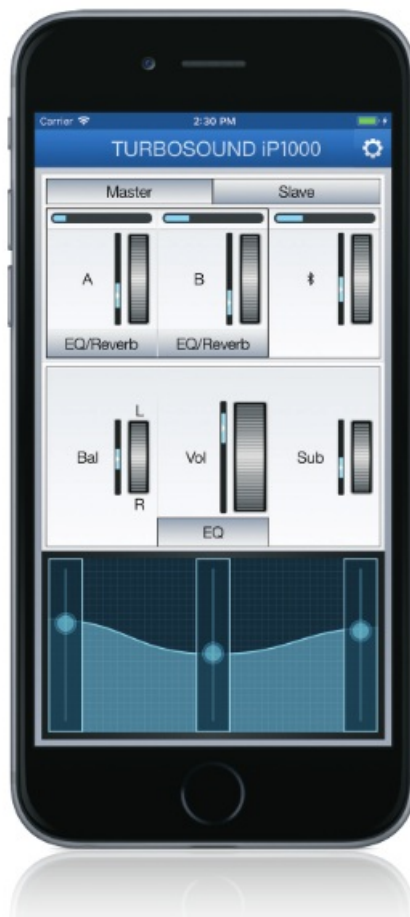 Carrier 2:30 PM
TURBOSOUND iP1000
Master Slave
A B
EQ/Reverb EQ/Reverb
L
Bal Vol Sub
R
EQ